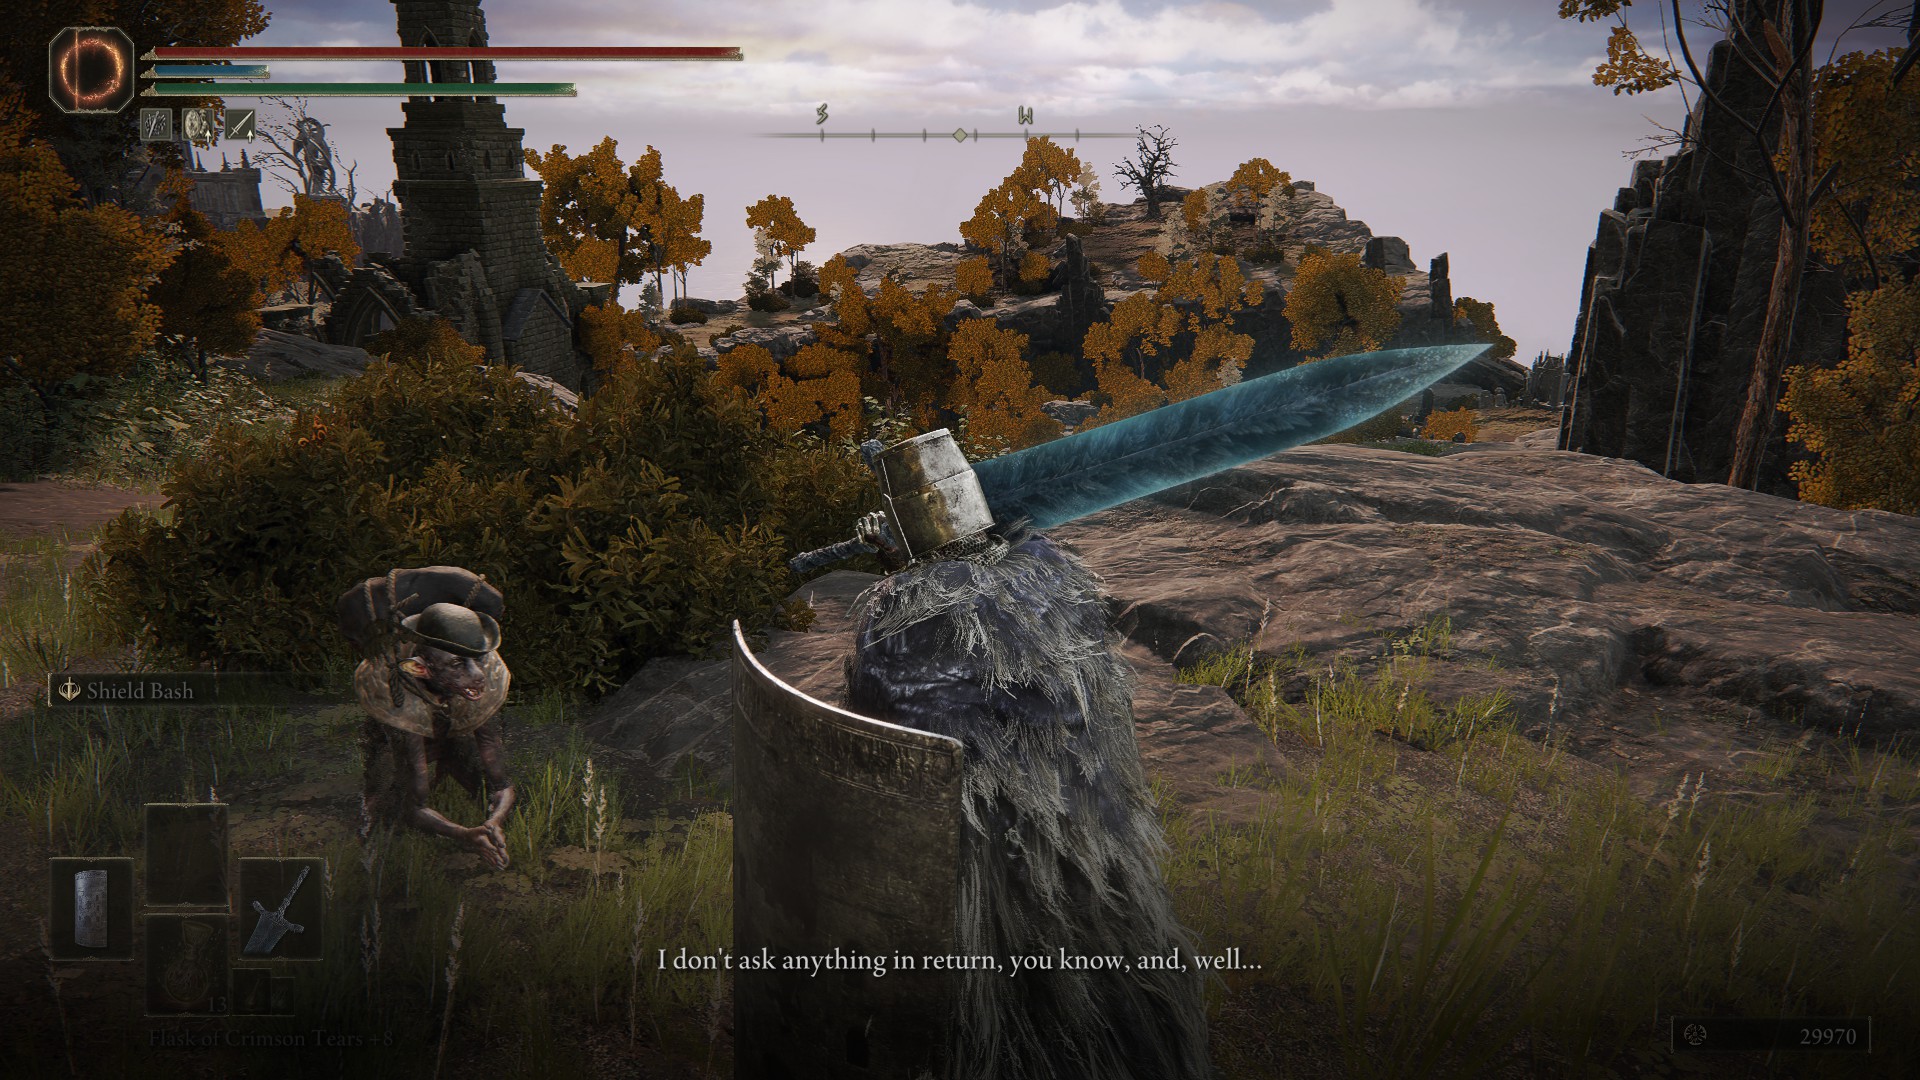 S
W
Shield Bash
I don't ask anything in return, you know, and, well...
13
Flask of Crimson Tears +8
29970